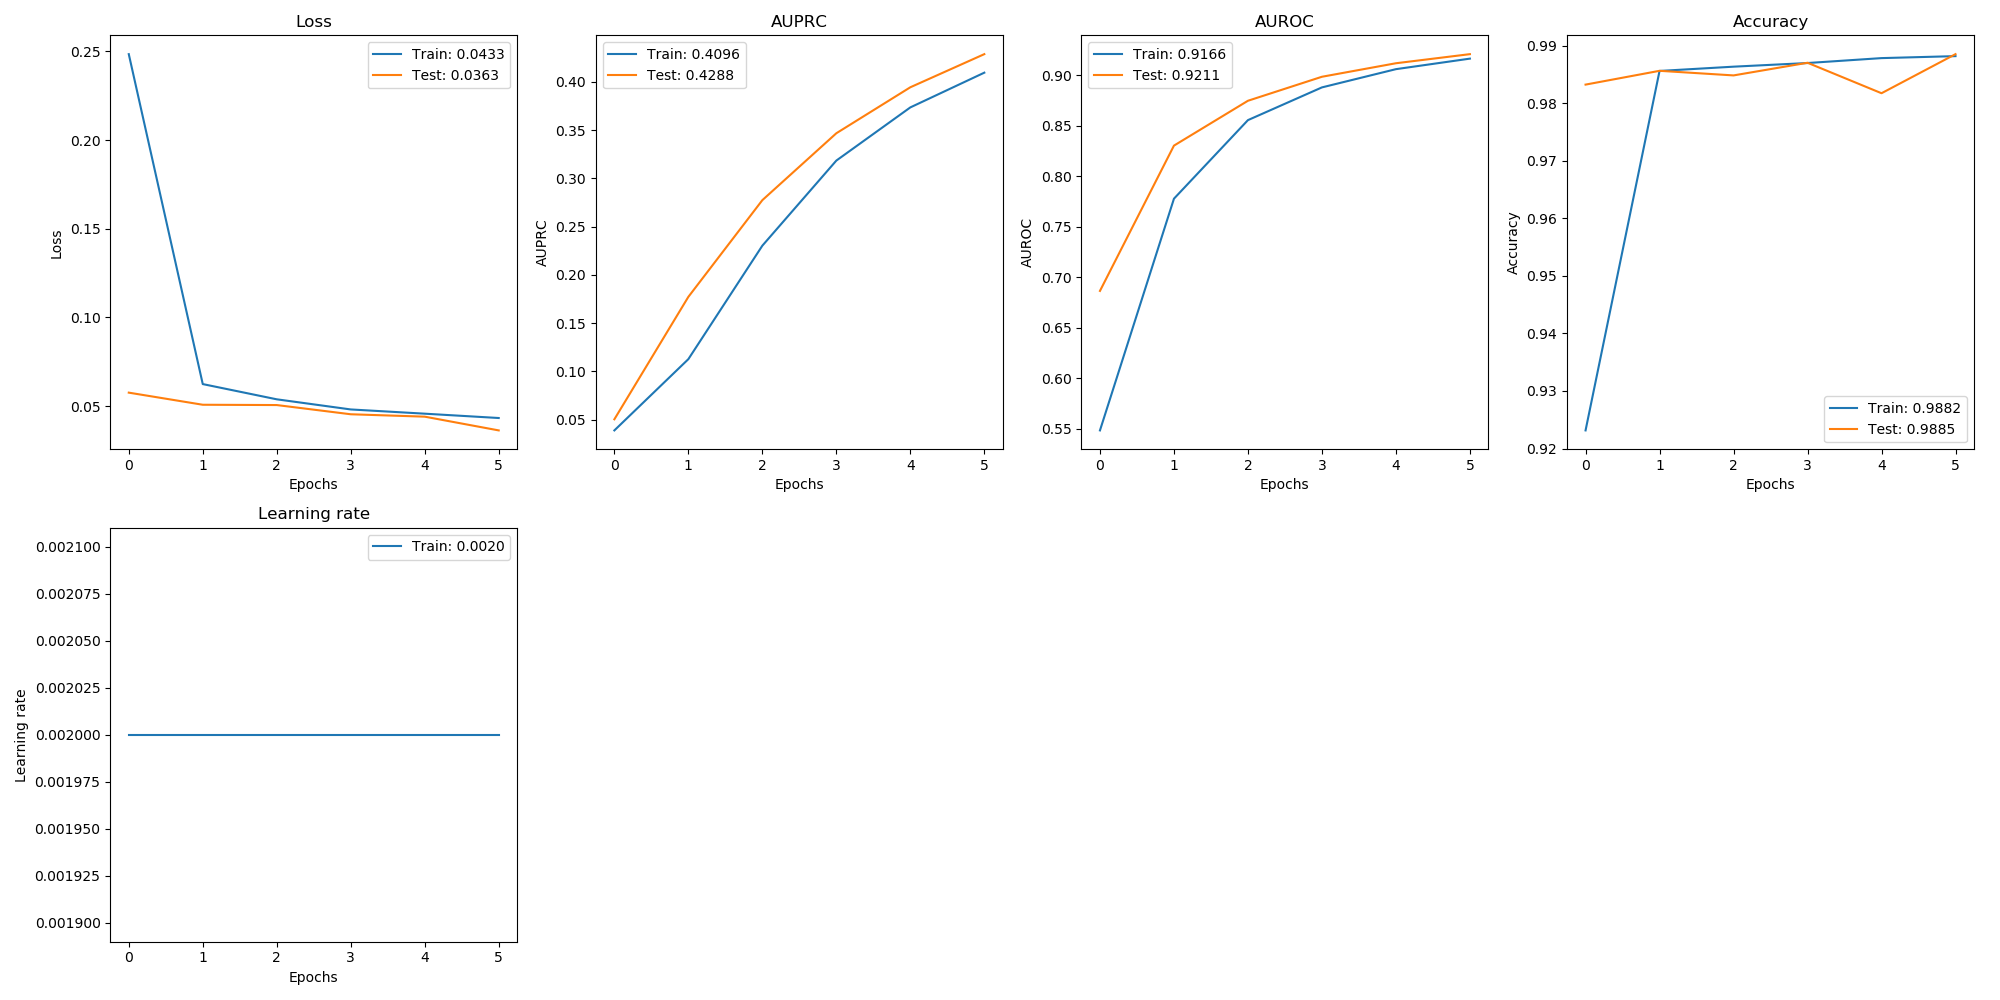 Loss
Train: 0.0433
Test: 0.0363
0.25
0.20
0.15
0.10
0.05
Loss
0 1 2 3 4 5
Epochs
AUPRC
Train: 0.4096
Test: 0.4288
0.40
0.35
0.30
0.25
0.20
0.15
0.10
0.05
AUPRC
0 1 2 3 4 5
Epochs
AUROC
Train: 0.9166
Test: 0.9211
0.90
0.85
0.80
0.75
0.70
0.65
0.60
0.55
AUROC
0 1 2 3 4 5
Epochs
Accuracy
0.99
0.98
0.97
0.96
0.95
0.94
0.93
0.92
Accuracy
Train: 0.9882
Test: 0.9885
0 1 2 3 4 5
Epochs
Learning rate
Train: 0.0020
0.002100
0.002075
0.002050
0.002025
0.002000
0.001975
0.001950
0.001925
0.001900
Learning rate
0 1 2 3 4 5
Epochs